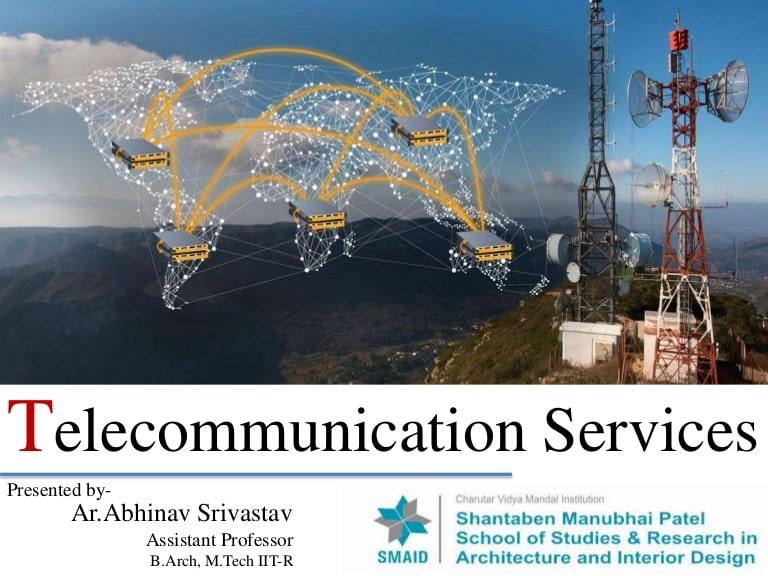 Telecommunication Services
Presented by-
Ar.Abhinav Srivastav
Assistant Professor
B.Arch, M.Tech IIT-R
SMAID
Charutar Vidya Mandal Institution
Shantaben Manubhai Patel
School of Studies & Research in
Architecture and Interior Design